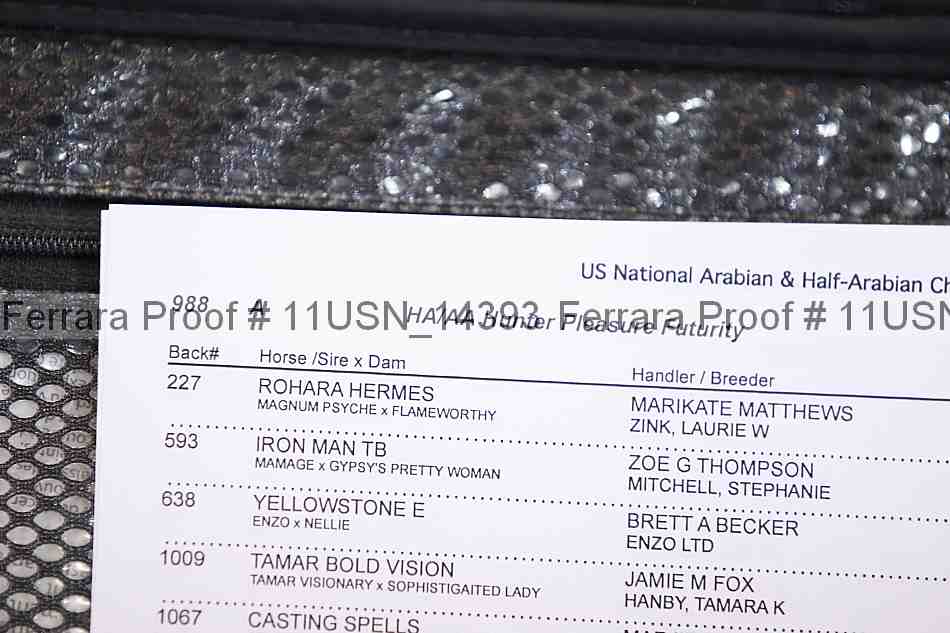 US National Arabian & Half-Arabian Ch
988 A HA/AA Hunter Pleasure Futurity
Ferrara Proof # 11USN_14393 Ferrara Proof # 11USN
Back# Horse /Sire x Dam Handler / Breeder
227 ROHARA HERMES MARIKATE MATTHEWS
MAGNUM PSYCHE x FLAMEWORTHY ZINK, LAURIE W
593 IRON MAN TB ZOE G THOMPSON
MAMAGE x GYPSY'S PRETTY WOMAN MITCHELL, STEPHANIE
638 YELLOWSTONE E BRETT A BECKER
ENZO x NELLIE ENZO LTD
1009 TAMAR BOLD VISION JAMIE M FOX
TAMAR VISIONARY x SOPHISTIGAITED LADY HANBY, TAMARA K
1067 CASTING SPELLS